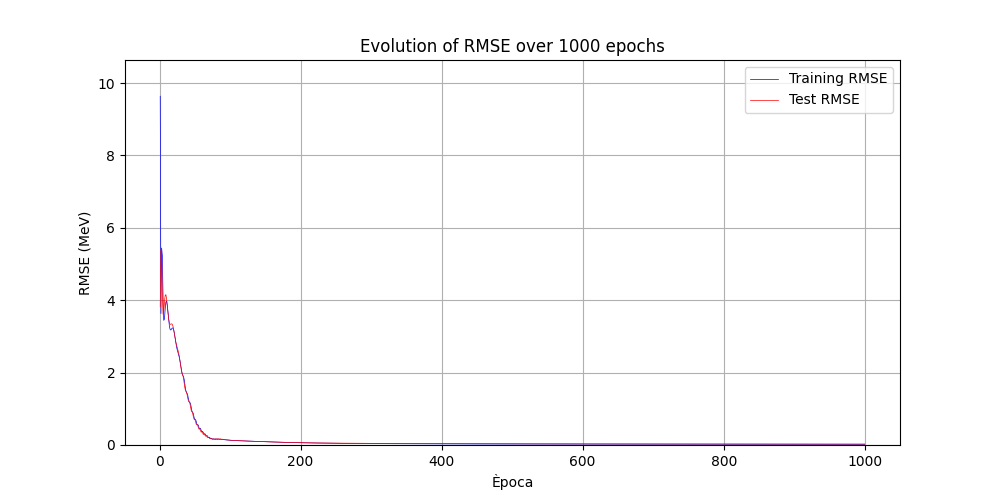 Evolution of RMSE over 1000 epochs
Training RMSE
Test RMSE
10
8
6
4
2
0
RMSE (MeV)
0 200 400 600 800 1000
Època